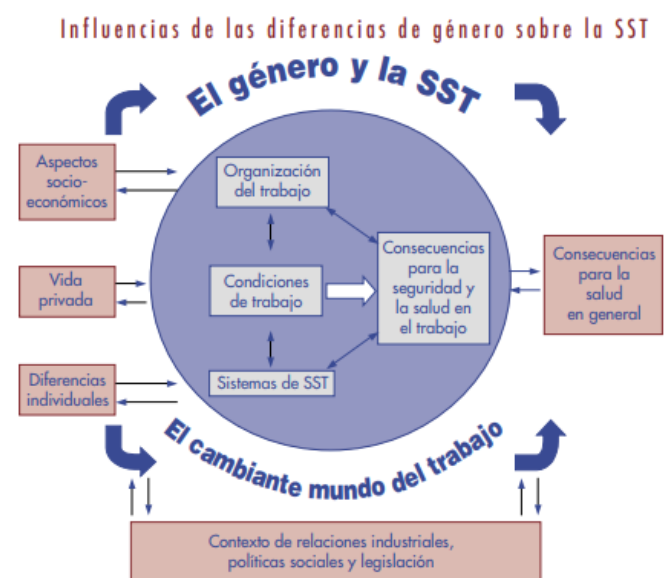 Influencias de las diferencias de género sobre la SST
El género y la SST
Aspectos
socio-
económicos
Organización
del trabajo
Vida
privada
Condiciones
de trabajo
Consecuencias
para la
seguridad y
la salud en
el trabajo
Consecuencias
para la
salud
en general
Diferencias
individuales
Sistemas de SST
El cambiante mundo del trabajo
Contexto de relaciones industriales,
políticas sociales y legislación